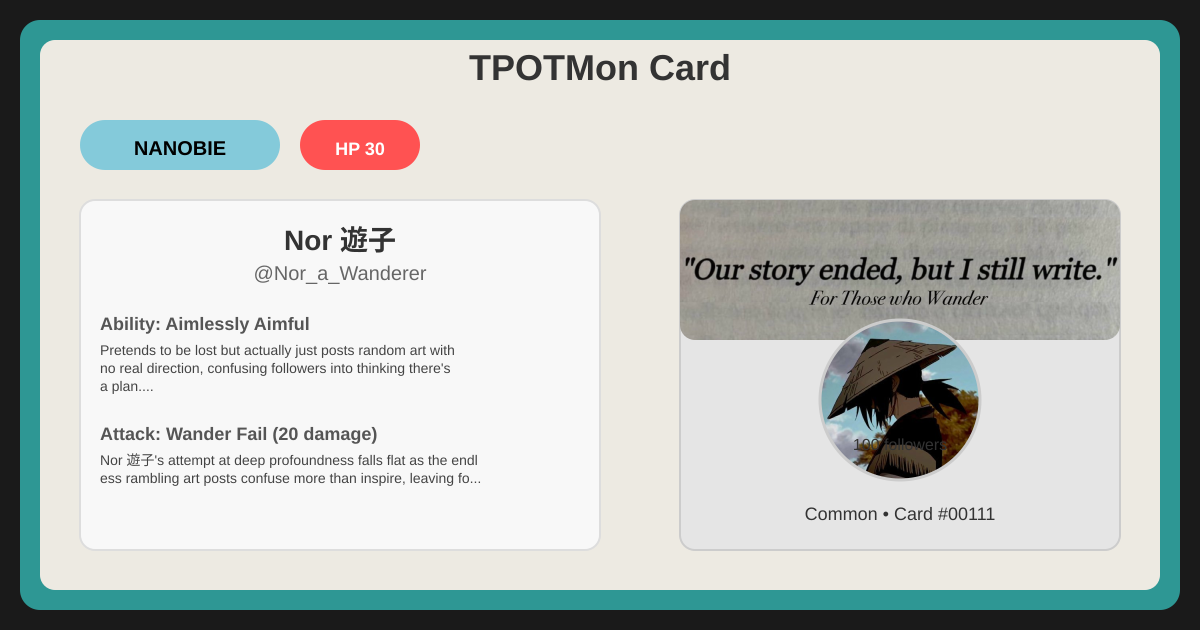 TPOTMon Card
NANOBIE
HP 30
Nor 遊子
@Nor_a_Wanderer
Ability: Aimlessly Aimful
Pretends to be lost but actually just posts random art with
no real direction, confusing followers into thinking there's
a plan....
Attack: Wander Fail (20 damage)
Nor 遊子's attempt at deep profoundness falls flat as the endl
ess rambling art posts confuse more than inspire, leaving fo...
"Our story ended, but I still write."
For Those who Wander
100 followers
Common • Card #00111